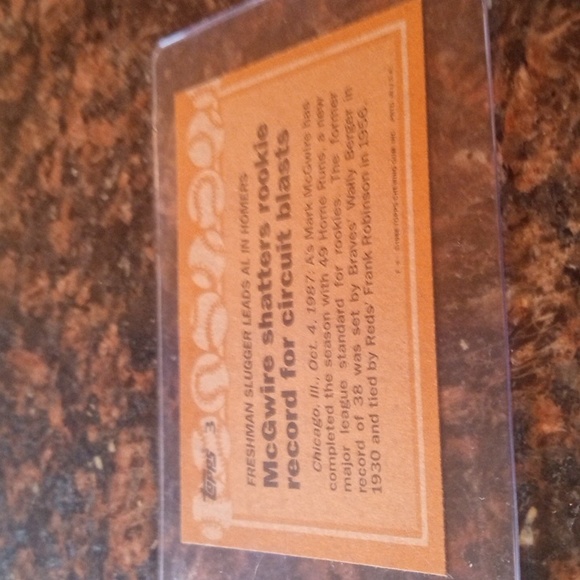 Topps 3
FRESHMAN SLUGGER LEADS AL IN HOMERS
McGwire shatters rookie
record for circuit blasts
Chicago, Ill., Oct. 4, 1987: A's Mark McGwire has
completed the season with 49 Home Runs, a new
major league standard for rookies. The former
record of 38 was set by Braves' Wally Berger in
1930 and tied by Reds' Frank Robinson in 1956.